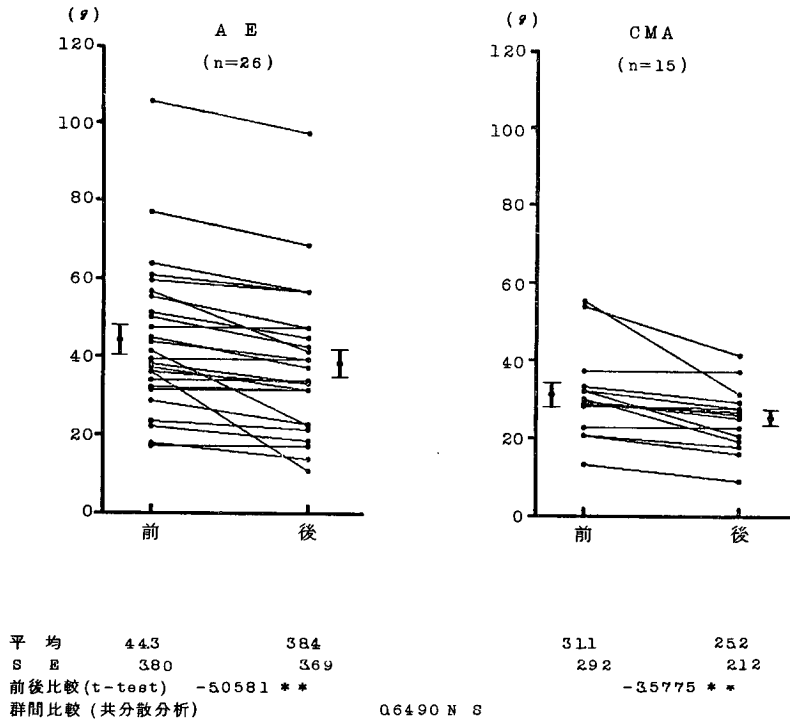 (g)
A E
(n=26)
120
100
80
60
40
20
0
前 後
(g)
CMA
(n=15)
120
100
80
60
40
20
0
前 後
平 均 44.3 38.4 31.1 25.2
S E 3.80 3.69 2.92 2.12
前後比較(t-test) -5.0581 ** -3.5775 **
群間比較(共分散分析) 0.6490 N S